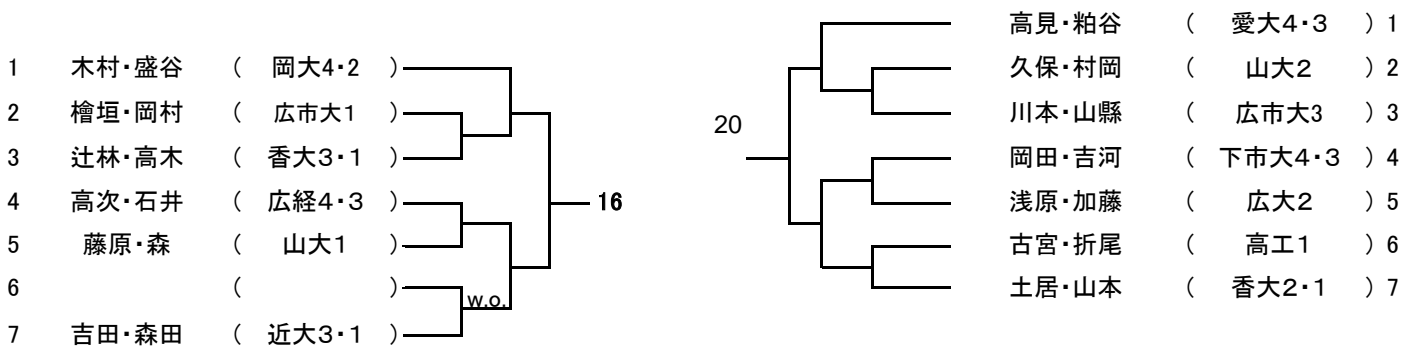 1 木村・盛谷 ( 岡大4・2 )
2 檜垣・岡村 ( 広市大1 )
3 辻林・高木 ( 香大3・1 )
4 高次・石井 ( 広経4・3 )
5 藤原・森 ( 山大1 )
6 ( )
7 吉田・森田 ( 近大3・1 )
w.o.
16
20
高見・粕谷 ( 愛大4・3 ) 1
久保・村岡 ( 山大2 ) 2
川本・山縣 ( 広市大3 ) 3
岡田・吉河 ( 下市大4・3 ) 4
浅原・加藤 ( 広大2 ) 5
古宮・折尾 ( 高工1 ) 6
土居・山本 ( 香大2・1 ) 7